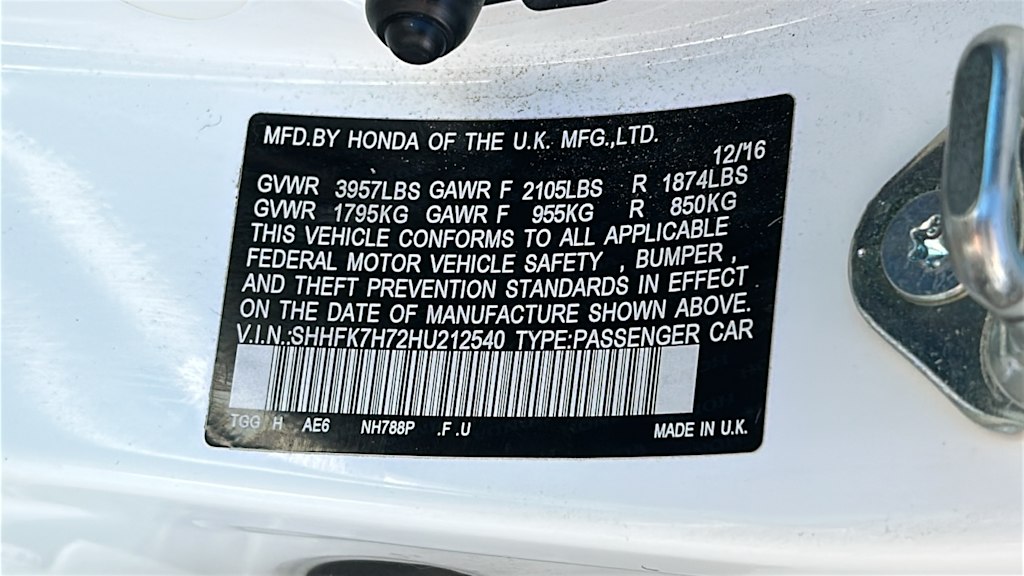 MFD.BY HONDA OF THE U.K. MFG.,LTD.
12/16
GVWR 3957LBS GAWR F 2105LBS R 1874LBS
GVWR 1795KG GAWR F 955KG R 850KG
THIS VEHICLE CONFORMS TO ALL APPLICABLE
FEDERAL MOTOR VEHICLE SAFETY , BUMPER ,
AND THEFT PREVENTION STANDARDS IN EFFECT
ON THE DATE OF MANUFACTURE SHOWN ABOVE.
V.I.N.:SHHFK7H72HU212540 TYPE:PASSENGER CAR
TGG H AE6 NH788P .F .U MADE IN U.K.